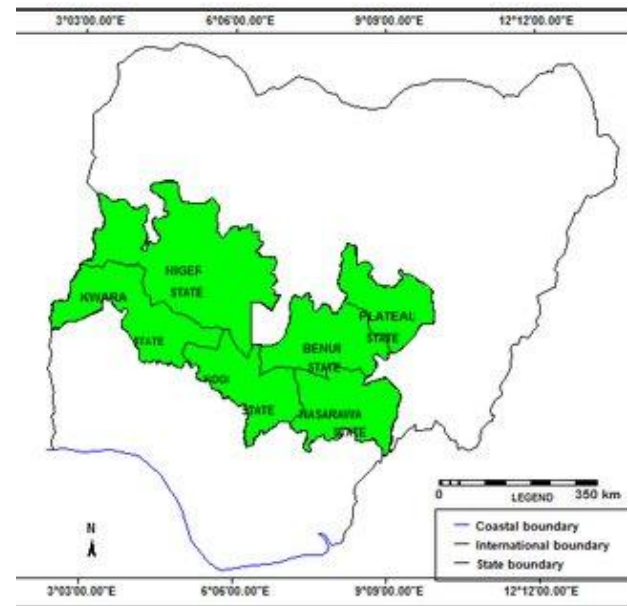 3°03'00.00"E 6°06'00.00"E 9°09'00.00"E 12°12'00.00"E
NIGEF
STATE
KWARA
STATE
PLATEAU
STATE
BENUI
STATE
KOGI
STATE
NASARAWA
STATE
0 350 km
LEGEND
N
Coastal boundary
International boundary
State boundary
3°03'00.00"E 6°06'00.00"E 9°09'00.00"E 12°12'00.00"E